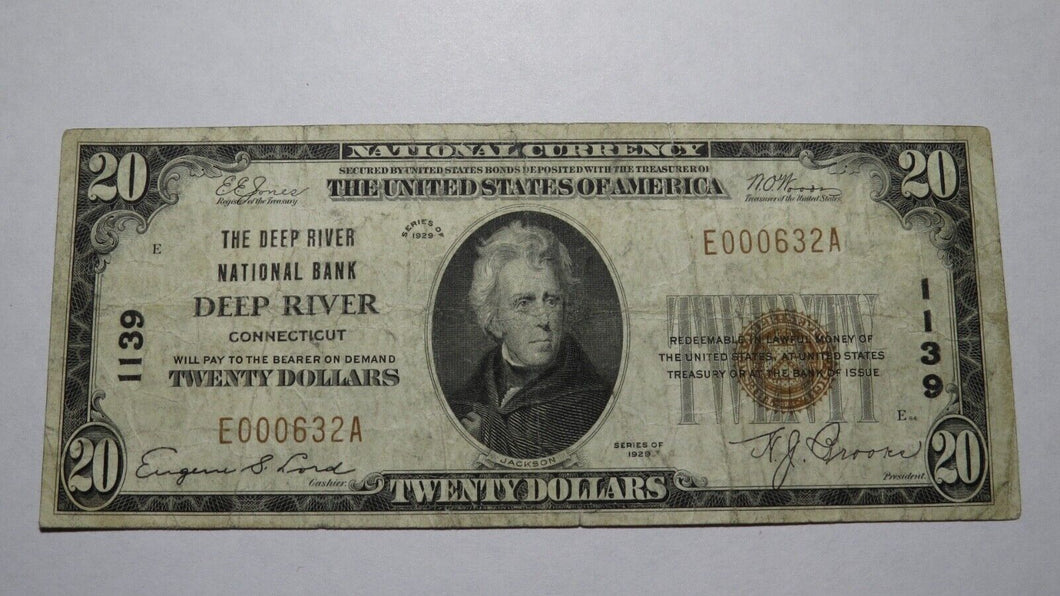 NATIONAL CURRENCY
SECURED BY UNITED STATES BONDS DEPOSITED WITH THE TREASURER OF
THE UNITED STATES OF AMERICA
20
20
E.E. Jones
Register of the Treasury
W.O. Woods
Treasurer of the United States
E
SERIES OF
1929
THE DEEP RIVER
NATIONAL BANK
DEEP RIVER
CONNECTICUT
WILL PAY TO THE BEARER ON DEMAND
TWENTY DOLLARS
1139
E000632A
E000632A
TWENTY
REDEEMABLE IN LAWFUL MONEY OF
THE UNITED STATES, AT UNITED STATES
TREASURY OR AT THE BANK OF ISSUE
1139
E
SERIES OF
1929
JACKSON
Eugene S. Lord
Cashier.
President.
20
TWENTY DOLLARS
20